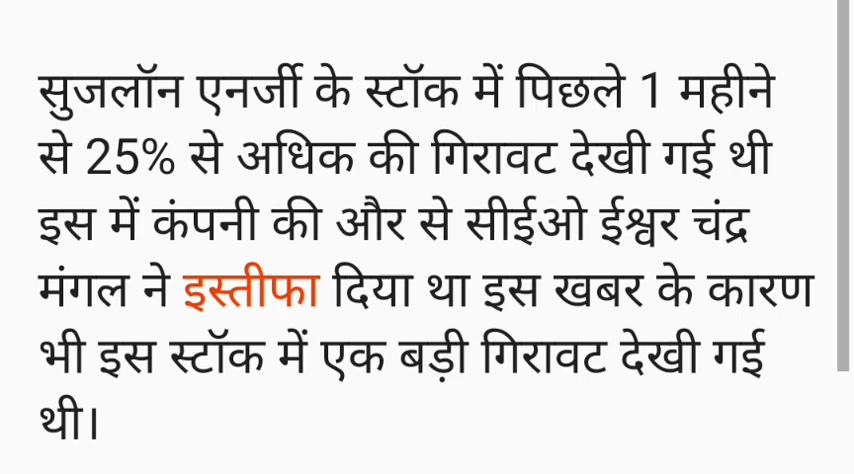 सुजलॉन एनर्जी के स्टॉक में पिछले 1 महीने
से 25% से अधिक की गिरावट देखी गई थी
इस में कंपनी की और से सीईओ ईश्वर चंद्र
मंगल ने इस्तीफा दिया था इस खबर के कारण
भी इस स्टॉक में एक बड़ी गिरावट देखी गई
थी।